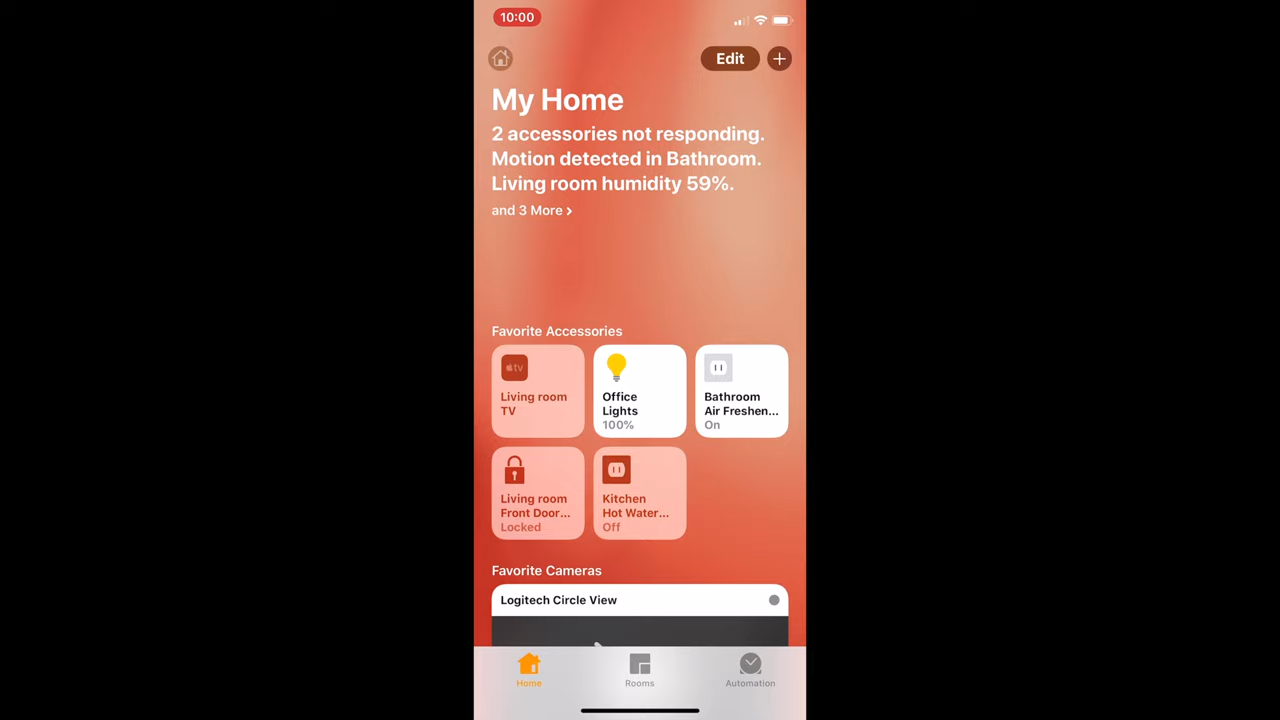 10:00
Edit
My Home
2 accessories not responding.
Motion detected in Bathroom.
Living room humidity 59%.
and 3 More
Favorite Accessories
tv
Living room
TV
Office
Lights
100%
Bathroom
Air Freshen...
On
Living room
Front Door...
Locked
Kitchen
Hot Water...
Off
Favorite Cameras
Logitech Circle View
Home
Rooms
Automation